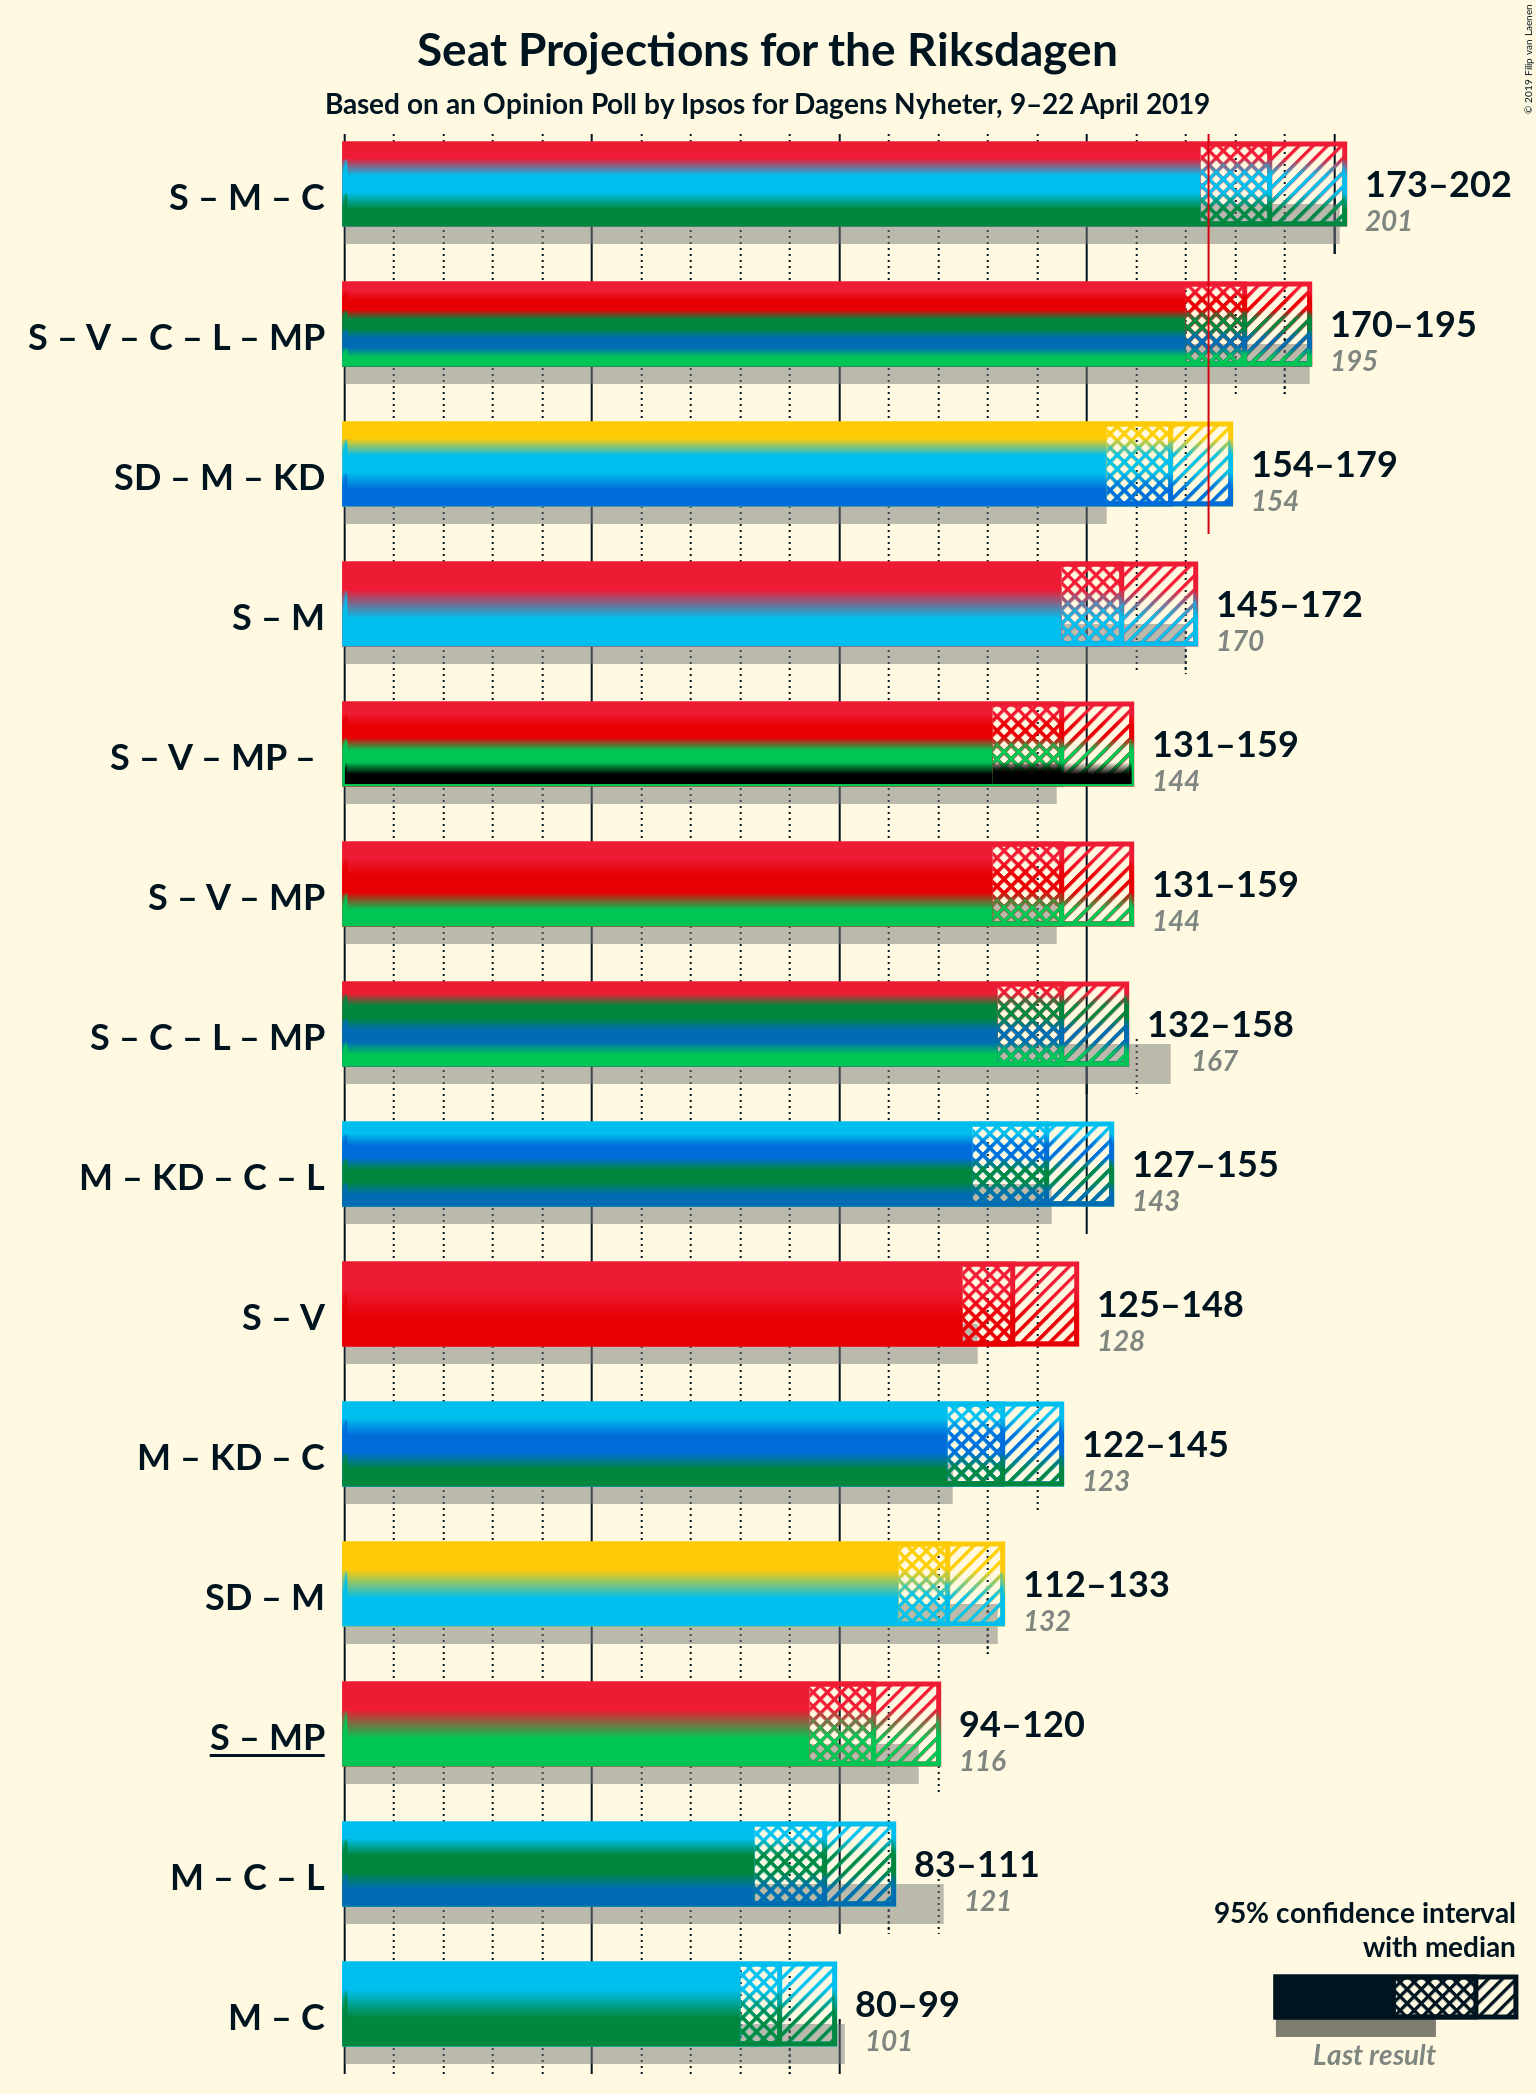 Seat Projections for the Riksdagen
Based on an Opinion Poll by Ipsos for Dagens Nyheter, 9–22 April 2019
© 2019 Filip van Laenen
S – M – C
173–202
201
S – V – C – L – MP
170–195
195
SD – M – KD
154–179
154
S – M
145–172
170
S – V – MP –
131–159
144
S – V – MP
131–159
144
S – C – L – MP
132–158
167
M – KD – C – L
127–155
143
S – V
125–148
128
M – KD – C
122–145
123
SD – M
112–133
132
S – MP
94–120
116
M – C – L
83–111
121
M – C
80–99
101
95% confidence interval
with median
Last result